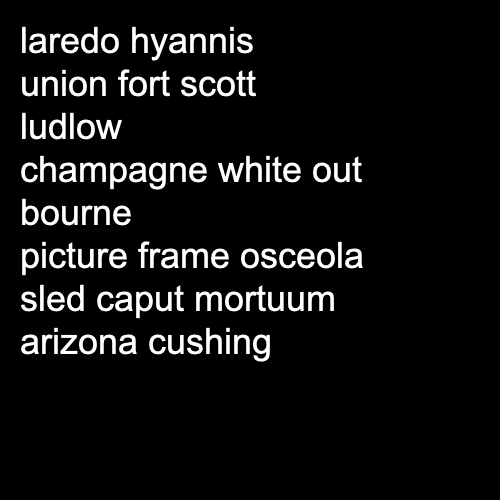 laredo hyannis
union fort scott
ludlow
champagne white out
bourne
picture frame osceola
sled caput mortuum
arizona cushing